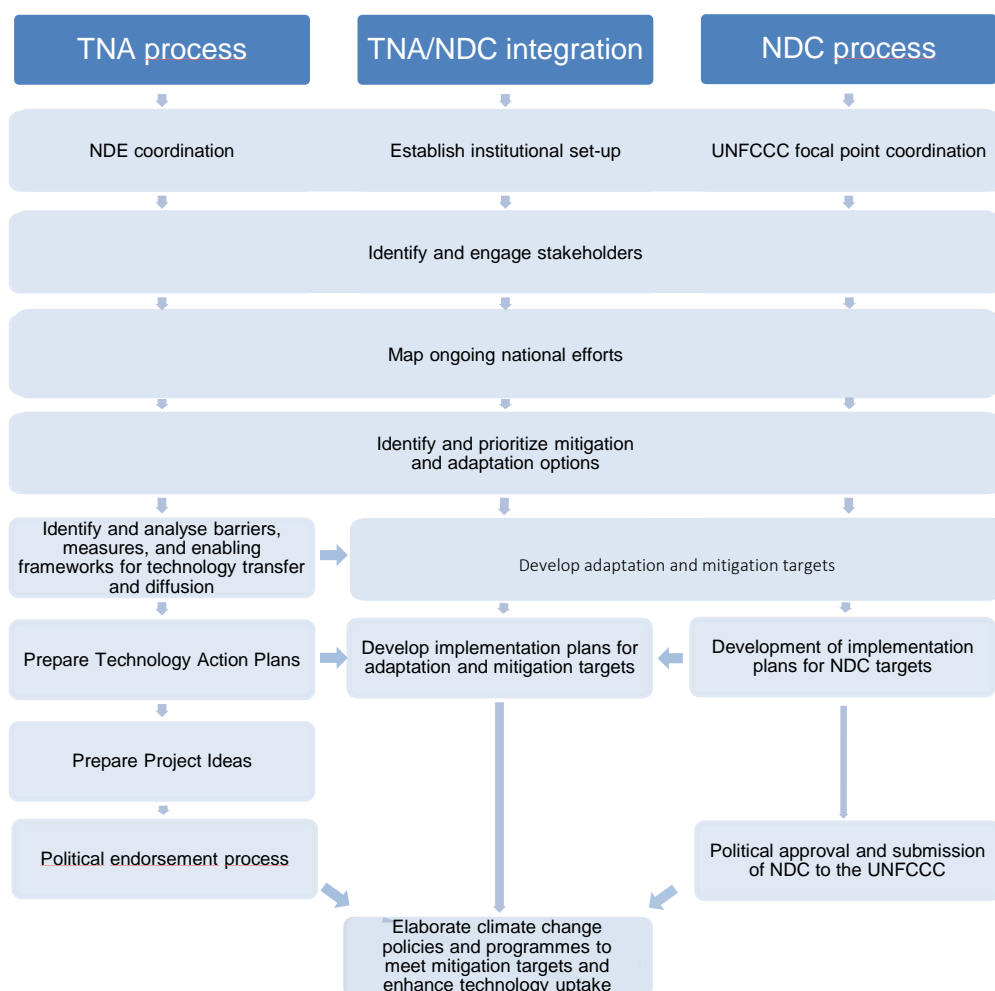 TNA process
TNA/NDC integration
NDC process
NDE coordination
Establish institutional set-up
UNFCCC focal point coordination
Identify and engage stakeholders
Map ongoing national efforts
Identify and prioritize mitigation
and adaptation options
Identify and analyse barriers,
measures, and enabling
frameworks for technology transfer
and diffusion
Develop adaptation and mitigation targets
Prepare Technology Action Plans
Develop implementation plans for
adaptation and mitigation targets
Development of implementation
plans for NDC targets
Prepare Project Ideas
Political endorsement process
Political approval and submission
of NDC to the UNFCCC
Elaborate climate change
policies and programmes to
meet mitigation targets and
enhance technology uptake